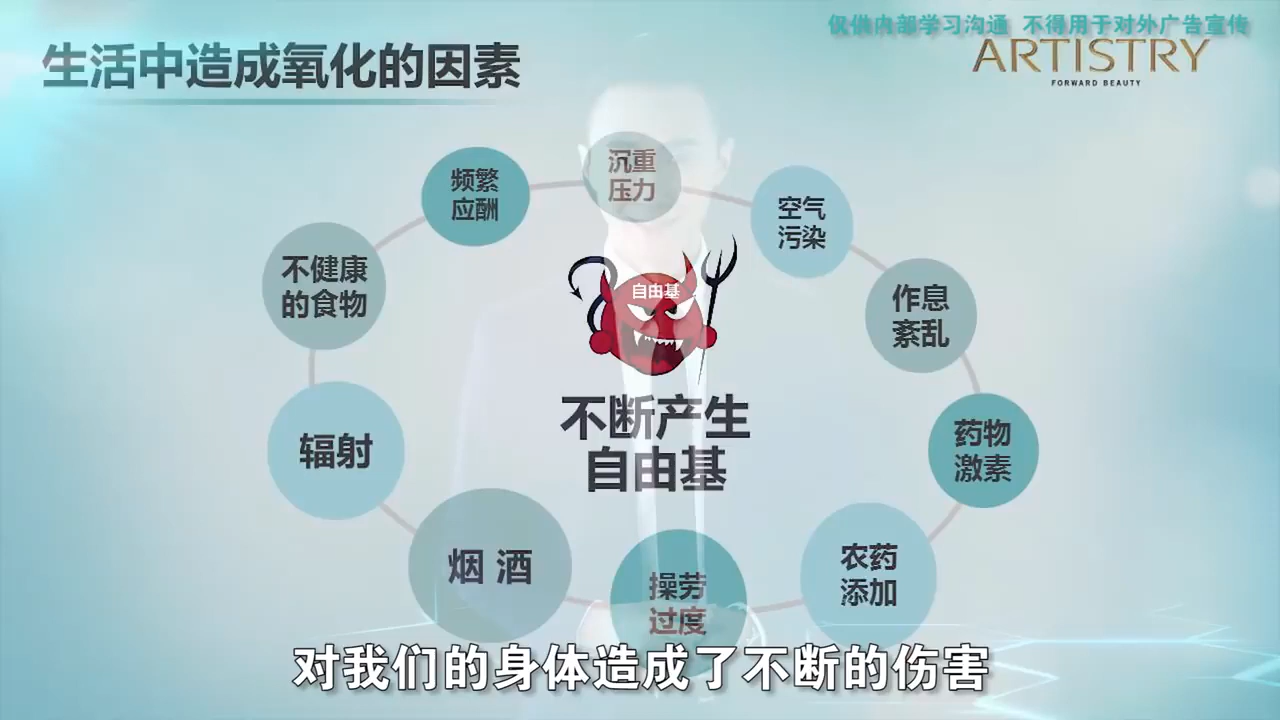 仅供内部学习沟通 不得用于对外广告宣传
生活中造成氧化的因素
ARTISTRY
FORWARD BEAUTY
沉重
压力
频繁
应酬
空气
污染
不健康
的食物
自由基
作息
紊乱
不断产生
自由基
辐射
药物
激素
烟 酒
操劳
过度
农药
添加
对我们的身体造成了不断的伤害